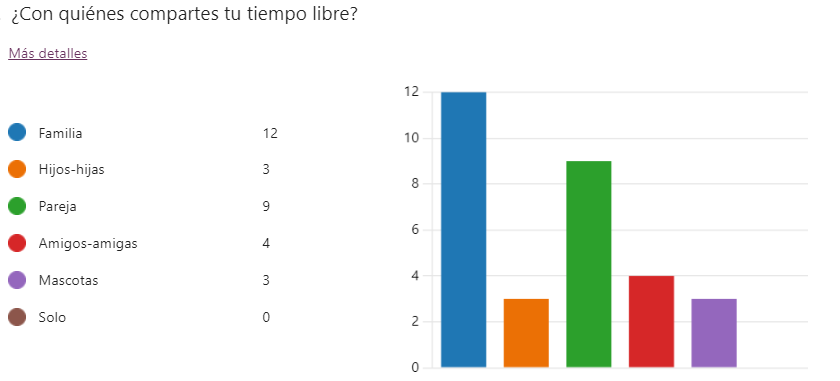 ¿Con quiénes compartes tu tiempo libre?
Más detalles
Familia 12
Hijos-hijas 3
Pareja 9
Amigos-amigas 4
Mascotas 3
Solo 0
12
10
8
6
4
2
0